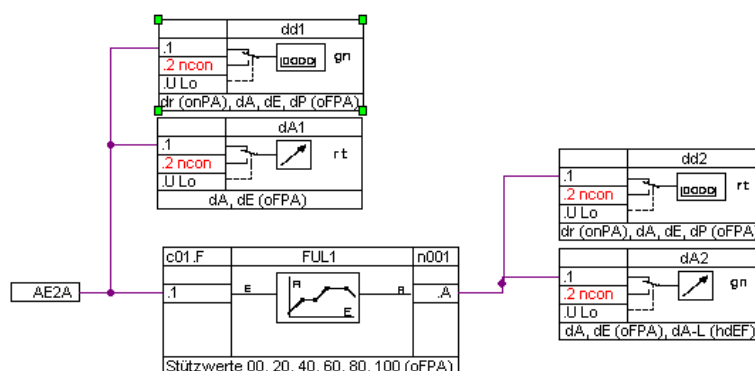 dd1
.1
.2 ncon
gn
.U Lo
dr (onPA), dA, dE, dP (oFPA)
dA1
.1
.2 ncon
rt
.U Lo
dA, dE (oFPA)
dd2
.1
.2 ncon
rt
.U Lo
dr (onPA), dA, dE, dP (oFPA)
c01.F FUL1 n001
AE2A
.1 E A E A .A
Stützwerte 00, 20, 40, 60, 80, 100 (oFPA)
dA2
.1
.2 ncon
gn
.U Lo
dA, dE (oFPA), dA-L (hdEF)